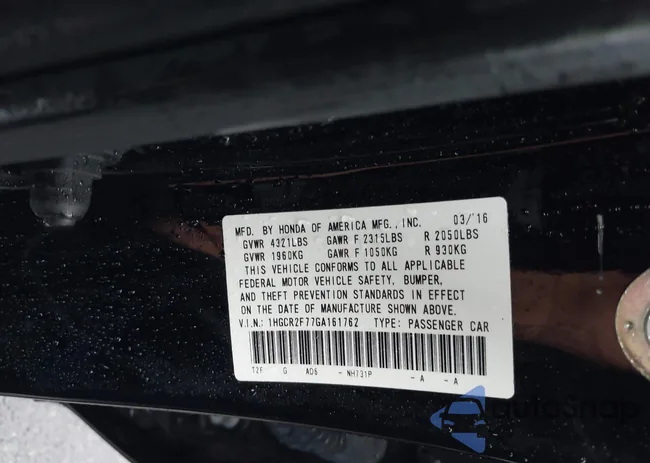 MFD. BY HONDA OF AMERICA MFG., INC. 03/'16
GVWR 4321LBS GAWR F 2315LBS R 2050LBS
GVWR 1960KG GAWR F 1050KG R 930KG
THIS VEHICLE CONFORMS TO ALL APPLICABLE
FEDERAL MOTOR VEHICLE SAFETY, BUMPER,
AND THEFT PREVENTION STANDARDS IN EFFECT
ON THE DATE OF MANUFACTURE SHOWN ABOVE.
V.I.N.: 1HGCR2F77GA161762 TYPE: PASSENGER CAR
T2F G AD6 - NH731P - A - A
AutoSnap